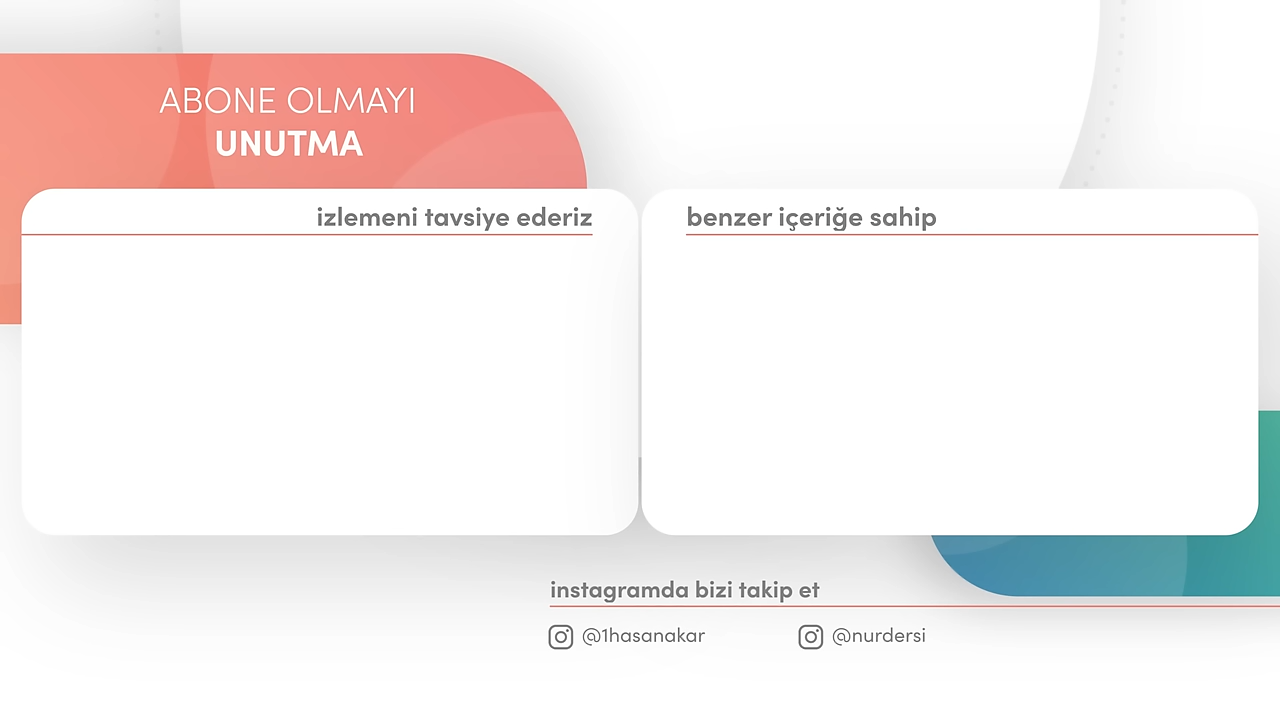 ABONE OLMAYI
UNUTMA
izlemeni tavsiye ederiz
benzer içeriğe sahip
instagramda bizi takip et
@1hasanakar
@nurdersi